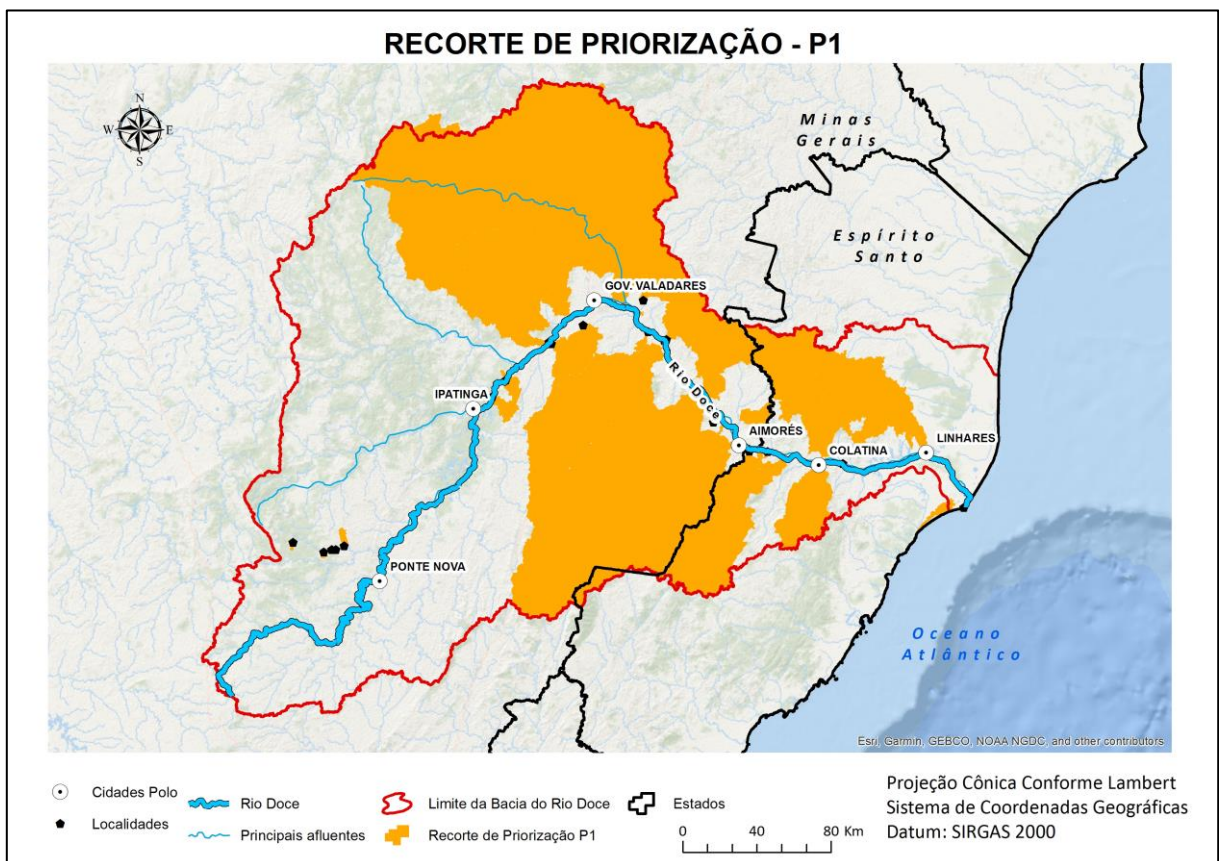 RECORTE DE PRIORIZAÇÃO - P1
N
W E
S
Minas
Gerais
Espírito
Santo
GOV. VALADARES
Rio Doce
IPATINGA
AIMORÉS
COLATINA
LINHARES
PONTE NOVA
Oceano
Atlântico
Esri, Garmin, GEBCO, NOAA NGDC, and other contributors
Cidades Polo
Localidades
Rio Doce
Principais afluentes
Limite da Bacia do Rio Doce
Recorte de Priorização P1
Estados
0 40 80 Km
Projeção Cônica Conforme Lambert
Sistema de Coordenadas Geográficas
Datum: SIRGAS 2000